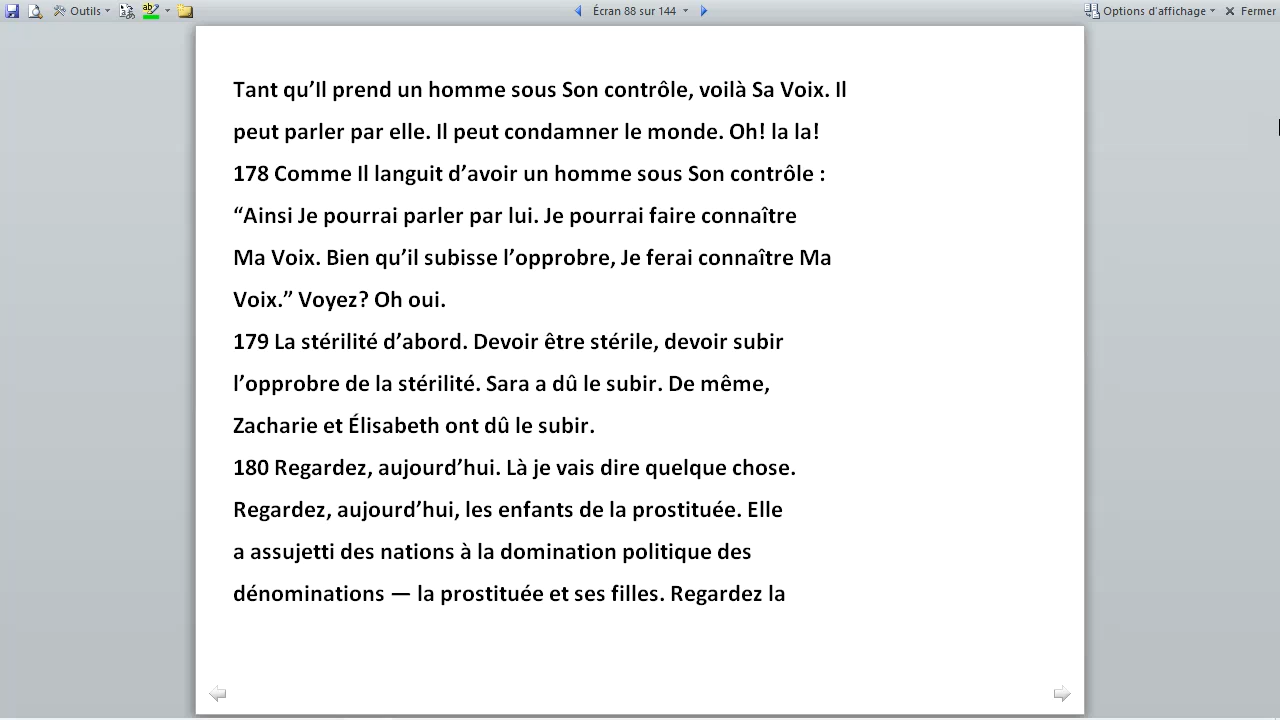 Outils
Écran 88 sur 144
Options d'affichage
Fermer
Tant qu’Il prend un homme sous Son contrôle, voilà Sa Voix. Il
peut parler par elle. Il peut condamner le monde. Oh! la la!
178 Comme Il languit d’avoir un homme sous Son contrôle :
“Ainsi Je pourrai parler par lui. Je pourrai faire connaître
Ma Voix. Bien qu’il subisse l’opprobre, Je ferai connaître Ma
Voix.” Voyez? Oh oui.
179 La stérilité d’abord. Devoir être stérile, devoir subir
l’opprobre de la stérilité. Sara a dû le subir. De même,
Zacharie et Élisabeth ont dû le subir.
180 Regardez, aujourd’hui. Là je vais dire quelque chose.
Regardez, aujourd’hui, les enfants de la prostituée. Elle
a assujetti des nations à la domination politique des
dénominations — la prostituée et ses filles. Regardez la